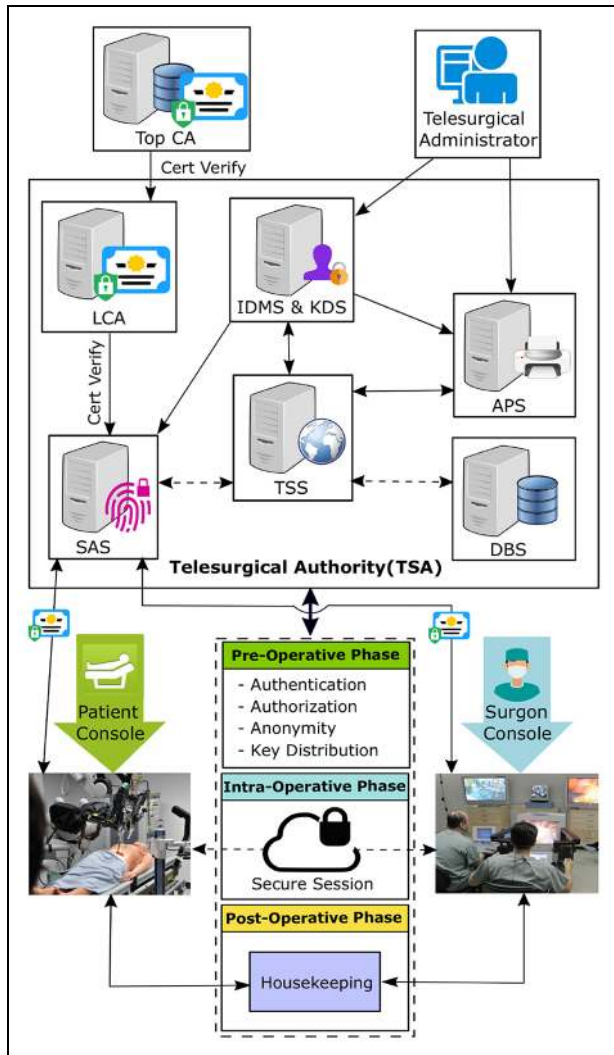 Top CA
Telesurgical
Administrator
Cert Verify
LCA
IDMS & KDS
APS
Cert Verify
SAS
TSS
DBS
Telesurgical Authority(TSA)
Pre-Operative Phase
- Authentication
- Authorization
- Anonymity
- Key Distribution
Patient
Console
Surgon
Console
Intra-Operative Phase
Secure Session
Post-Operative Phase
Housekeeping